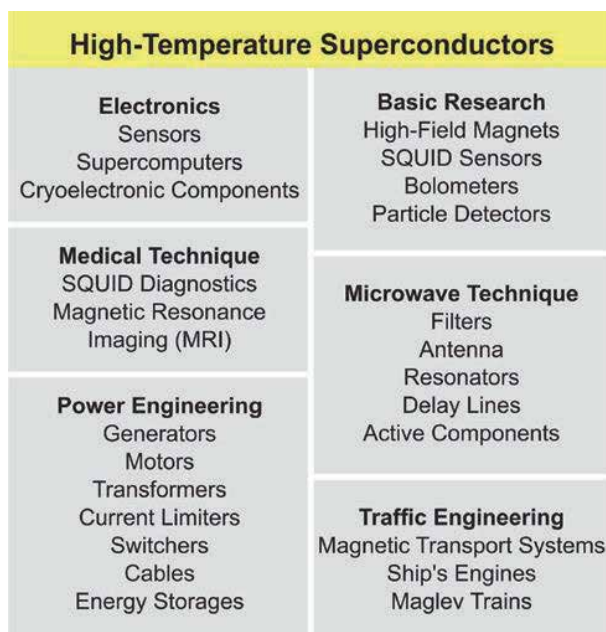 High-Temperature Superconductors
Electronics
Sensors
Supercomputers
Cryoelectronic Components
Medical Technique
SQUID Diagnostics
Magnetic Resonance
Imaging (MRI)
Power Engineering
Generators
Motors
Transformers
Current Limiters
Switchers
Cables
Energy Storages
Basic Research
High-Field Magnets
SQUID Sensors
Bolometers
Particle Detectors
Microwave Technique
Filters
Antenna
Resonators
Delay Lines
Active Components
Traffic Engineering
Magnetic Transport Systems
Ship's Engines
Maglev Trains